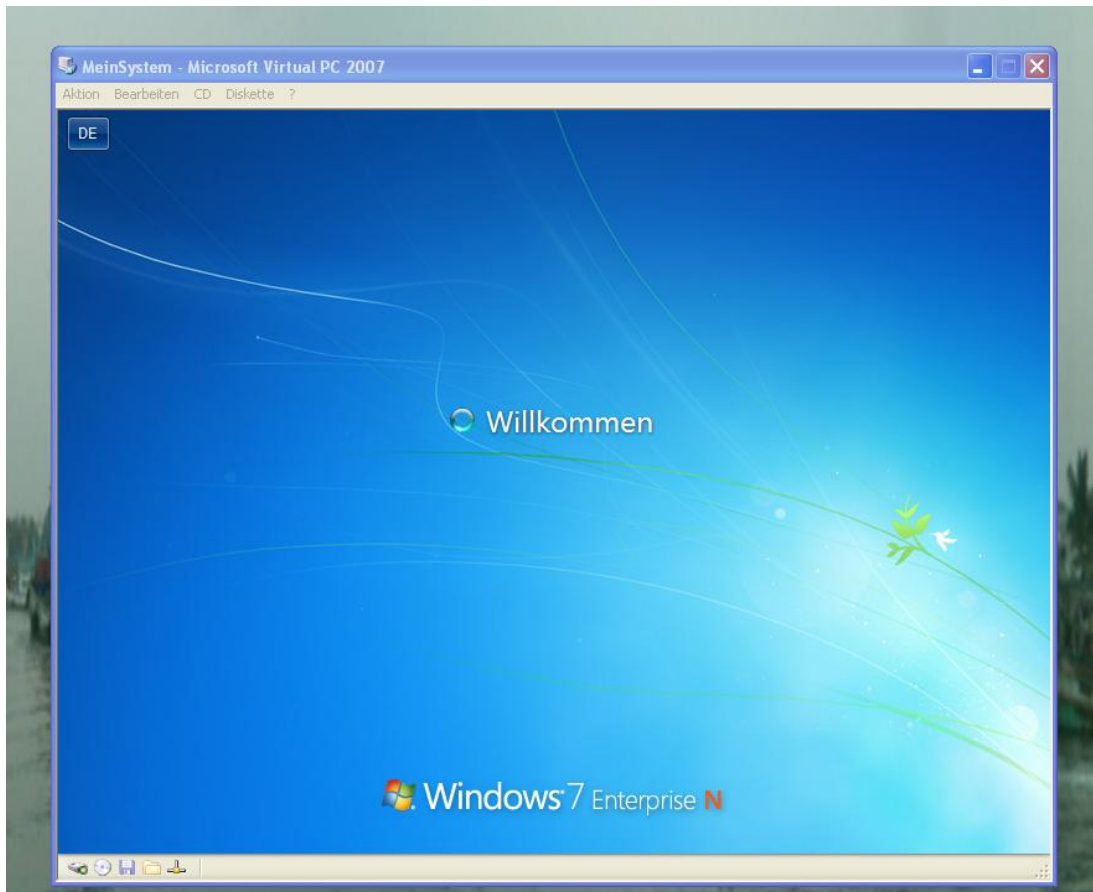 MeinSystem - Microsoft Virtual PC 2007
Aktion Bearbeiten CD Diskette ?
DE
Willkommen
Windows 7 Enterprise N